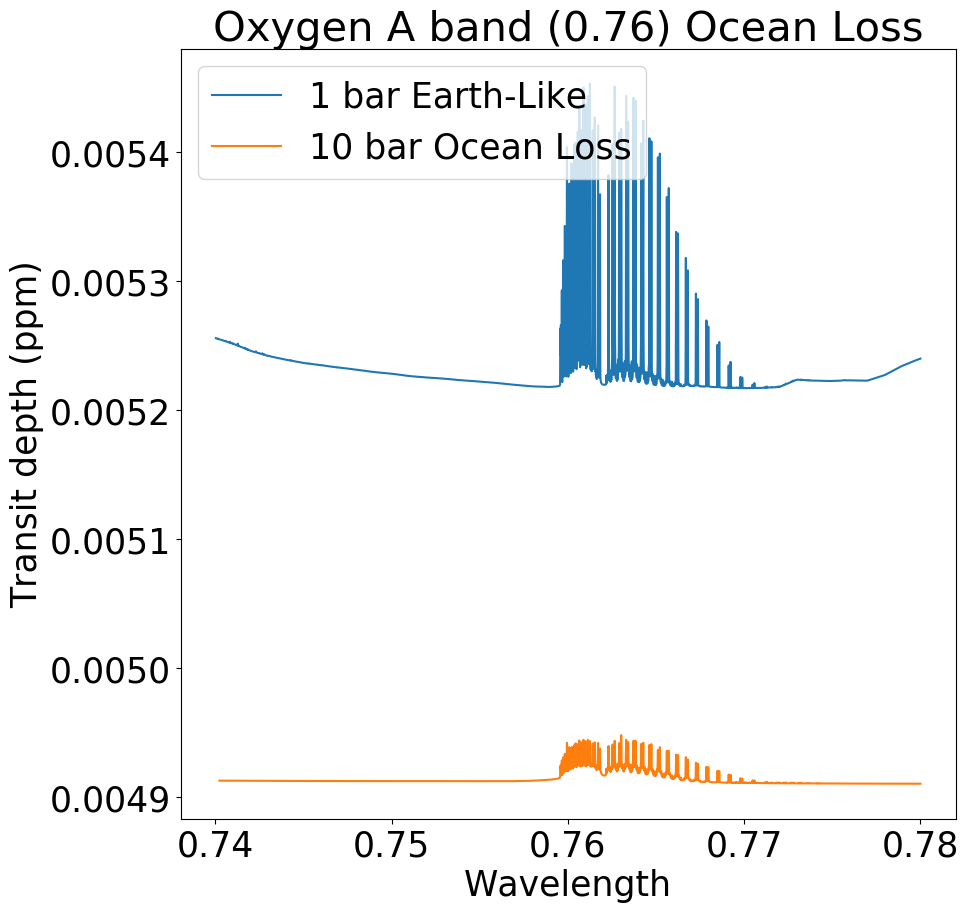 Oxygen A band (0.76) Ocean Loss
1 bar Earth-Like
10 bar Ocean Loss
Transit depth (ppm)
0.0054
0.0053
0.0052
0.0051
0.0050
0.0049
0.74 0.75 0.76 0.77 0.78
Wavelength